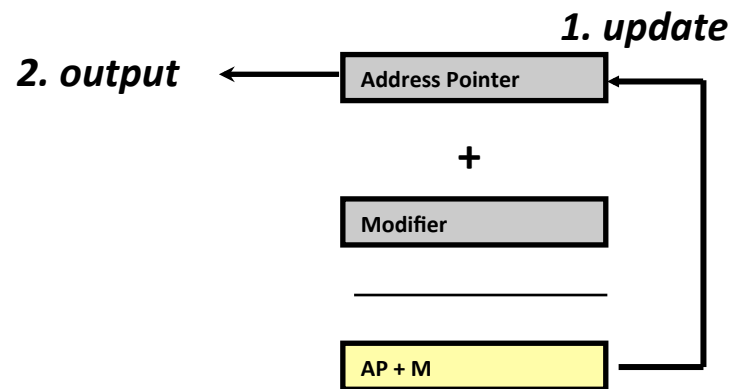 1. update
2. output
Address Pointer
+
Modifier
AP + M